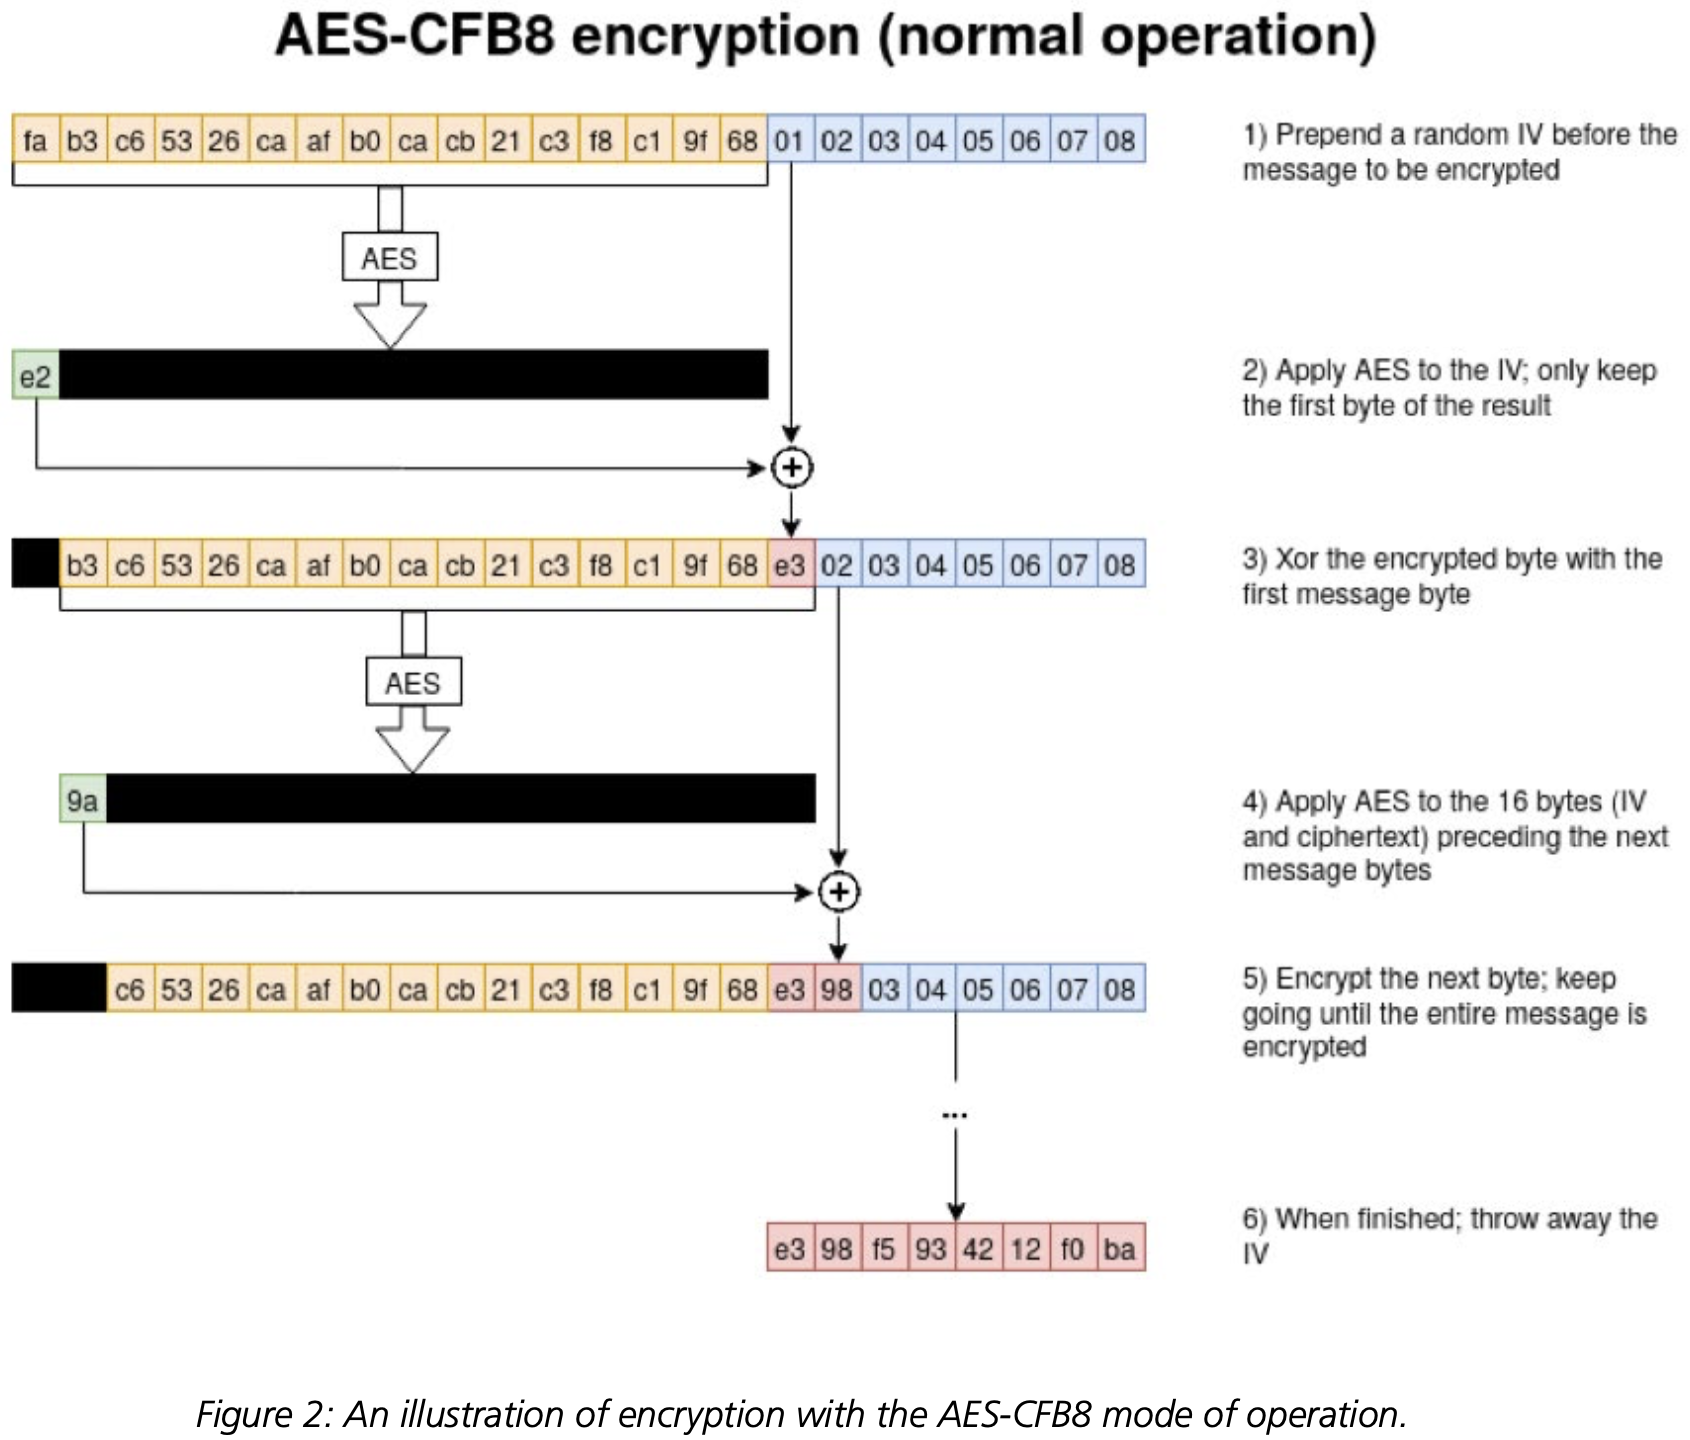 AES-CFB8 encryption (normal operation)
fa b3 c6 53 26 ca af b0 ca cb 21 c3 f8 c1 9f 68 01 02 03 04 05 06 07 08
1) Prepend a random IV before the
message to be encrypted
AES
e2
2) Apply AES to the IV; only keep
the first byte of the result
+
b3 c6 53 26 ca af b0 ca cb 21 c3 f8 c1 9f 68 e3 02 03 04 05 06 07 08
3) Xor the encrypted byte with the
first message byte
AES
9a
4) Apply AES to the 16 bytes (IV
and ciphertext) preceding the next
message bytes
+
c6 53 26 ca af b0 ca cb 21 c3 f8 c1 9f 68 e3 98 03 04 05 06 07 08
5) Encrypt the next byte; keep
going until the entire message is
encrypted
...
e3 98 f5 93 42 12 f0 ba
6) When finished; throw away the
IV
Figure 2: An illustration of encryption with the AES-CFB8 mode of operation.